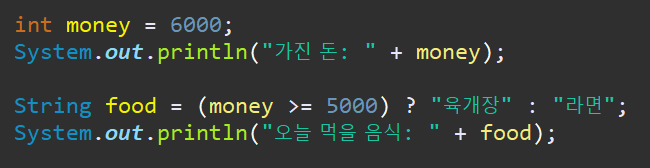 int money = 6000;
System.out.println("가진 돈: " + money);
String food = (money >= 5000) ? "육개장" : "라면";
System.out.println("오늘 먹을 음식: " + food);